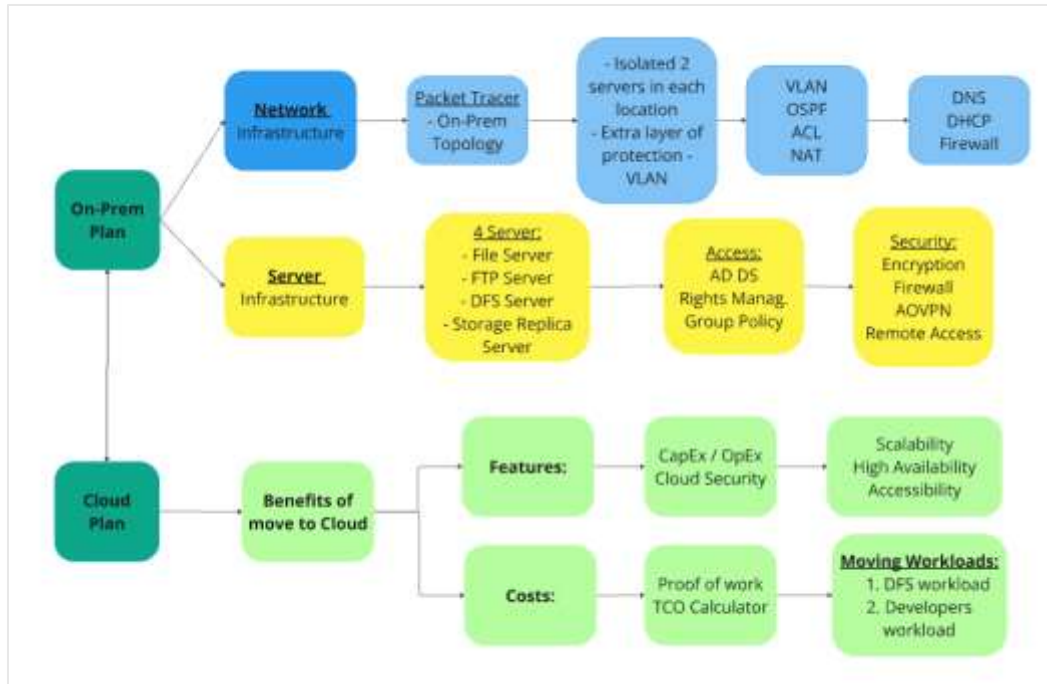 Network
Infrastructure
Packet Tracer
- On-Prem
Topology
- Isolated 2
servers in each
location
- Extra layer of
protection -
VLAN
VLAN
OSPF
ACL
NAT
DNS
DHCP
Firewall
On-Prem
Plan
Server
Infrastructure
4 Server:
- File Server
- FTP Server
- DFS Server
- Storage Replica
Server
Access:
AD DS
Rights Manag.
Group Policy
Security:
Encryption
Firewall
AOVPN
Remote Access
Cloud
Plan
Benefits of
move to Cloud
Features:
CapEx / OpEx
Cloud Security
Scalability
High Availability
Accessibility
Costs:
Proof of work
TCO Calculator
Moving Workloads:
1. DFS workload
2. Developers
workload